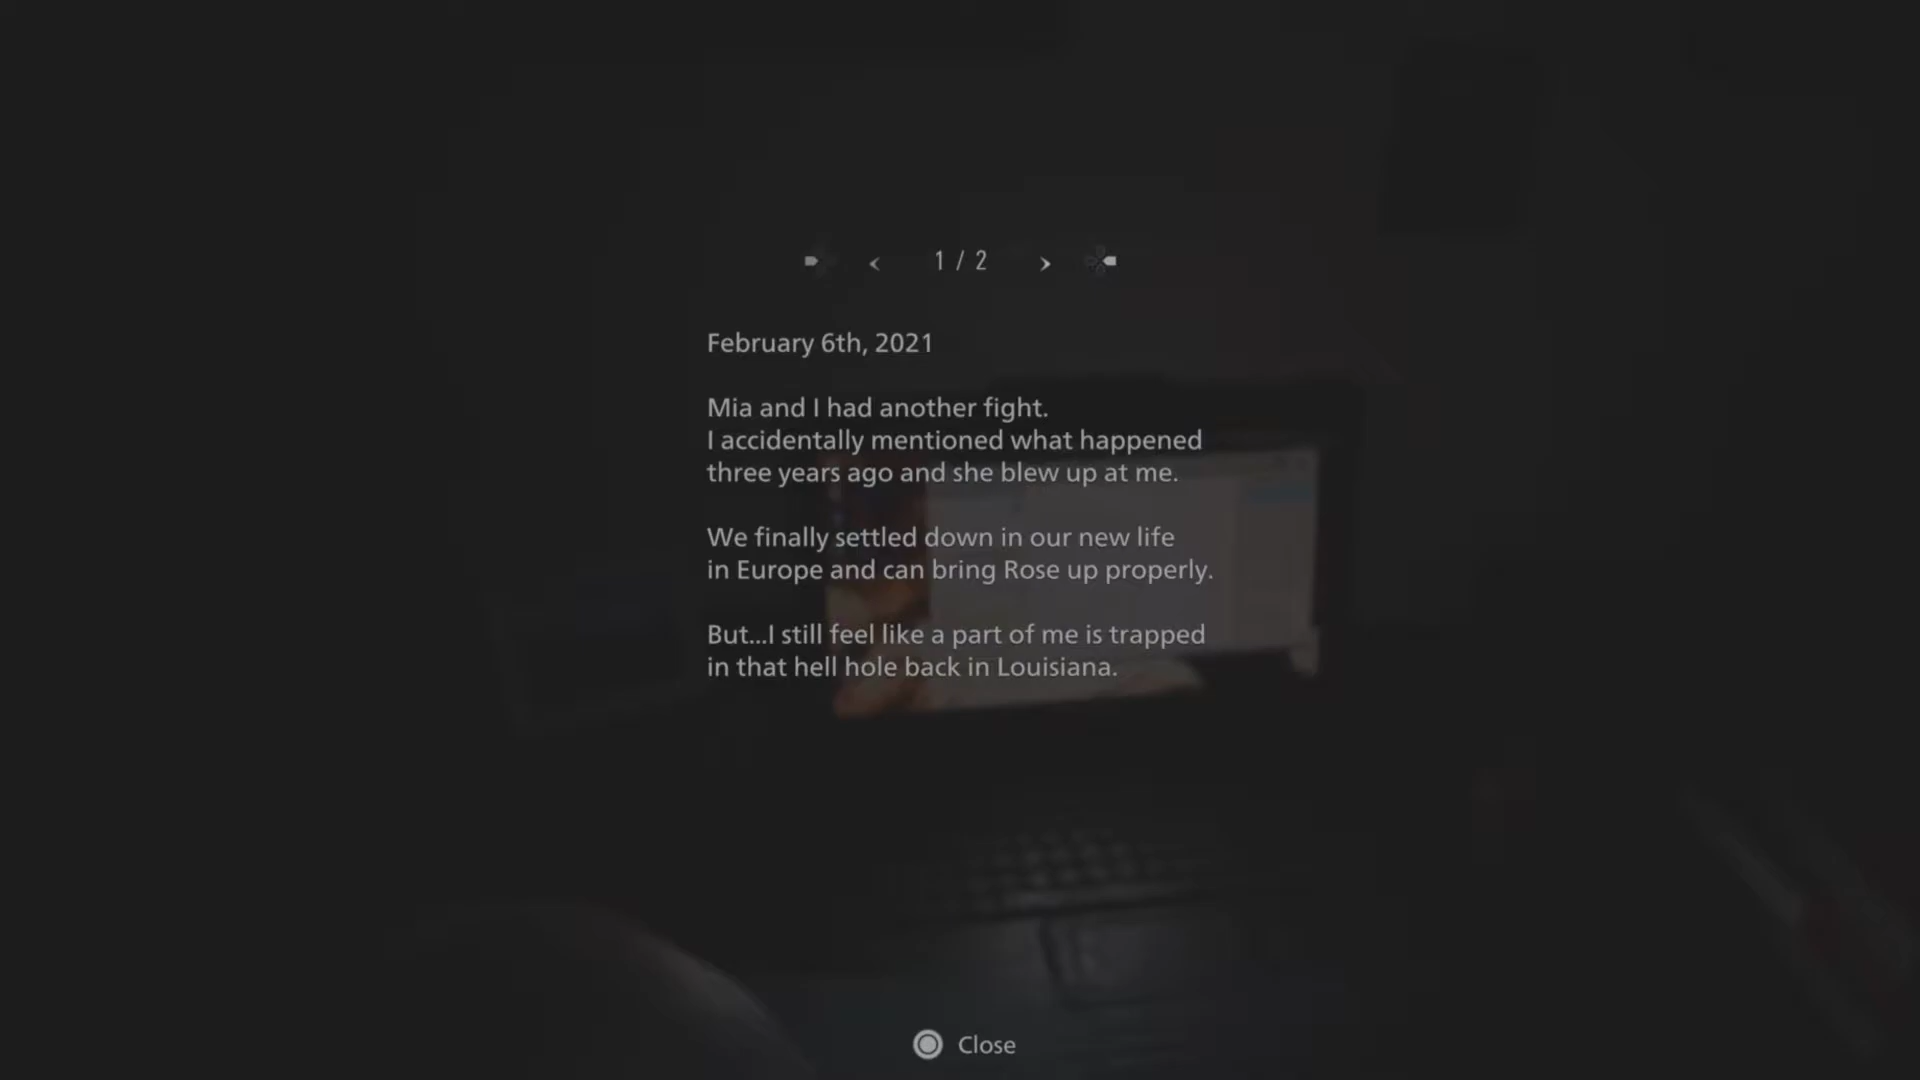 1 / 2
February 6th, 2021
Mia and I had another fight.
I accidentally mentioned what happened
three years ago and she blew up at me.
We finally settled down in our new life
in Europe and can bring Rose up properly.
But...I still feel like a part of me is trapped
in that hell hole back in Louisiana.
Close